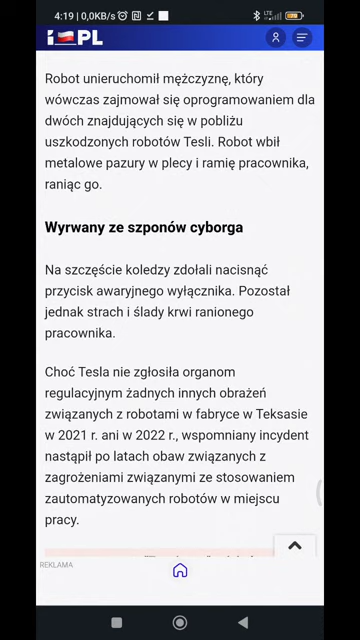 4:19 | 0,0KB/s
LTE
i PL
Robot unieruchomił mężczyznę, który
wówczas zajmował się oprogramowaniem dla
dwóch znajdujących się w pobliżu
uszkodzonych robotów Tesli. Robot wbił
metalowe pazury w plecy i ramię pracownika,
raniąc go.
Wyrwany ze szponów cyborga
Na szczęście koledzy zdołali nacisnąć
przycisk awaryjnego wyłącznika. Pozostał
jednak strach i ślady krwi ranionego
pracownika.
Choć Tesla nie zgłosiła organom
regulacyjnym żadnych innych obrażeń
związanych z robotami w fabryce w Teksasie
w 2021 r. ani w 2022 r., wspomniany incydent
nastąpił po latach obaw związanych z
zagrożeniami związanymi ze stosowaniem
zautomatyzowanych robotów w miejscu
pracy.
REKLAMA